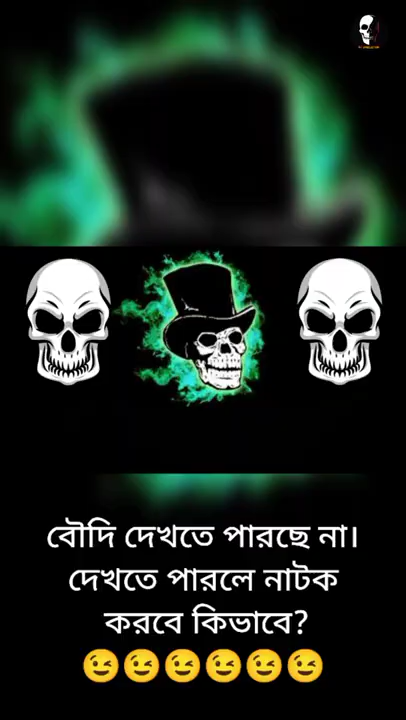 বৌদি দেখতে পারছে না।
দেখতে পারলে নাটক
করবে কিভাবে?
😉😉😉😉😉😉